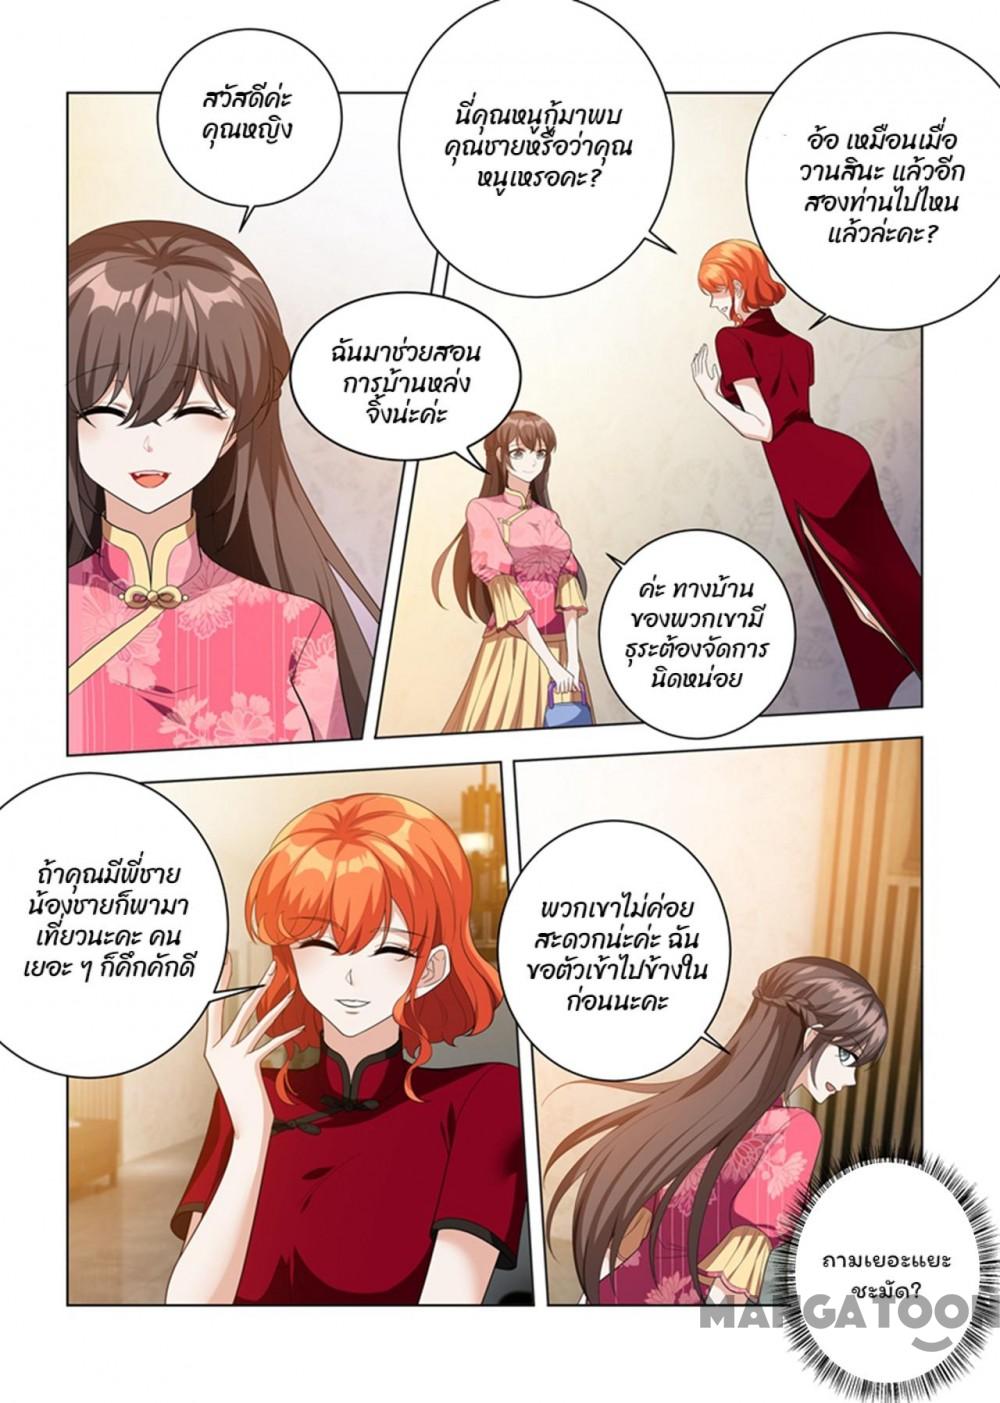 สวัสดีค่ะ
คุณหญิง
นี่คุณหนูกู้มาพบ
คุณชายหรือว่าคุณ
หนูเหรอคะ?
ฉันมาช่วยสอน
การบ้านหล่ง
จิ้งน่ะค่ะ
อ้อ เหมือนเมื่อ
วานสินะ แล้วอีก
สองท่านไปไหน
แล้วล่ะคะ?
ค่ะ ทางบ้าน
ของพวกเขามี
ธุระต้องจัดการ
นิดหน่อย
ถ้าคุณมีพี่ชาย
น้องชายก็พามา
เที่ยวนะคะ คน
เยอะ ๆ ก็คึกคักดี
พวกเขาไม่ค่อย
สะดวกน่ะค่ะ ฉัน
ขอตัวเข้าไปข้างใน
ก่อนนะคะ
ถามเยอะแยะ
ชะมัด?
MANGATOON